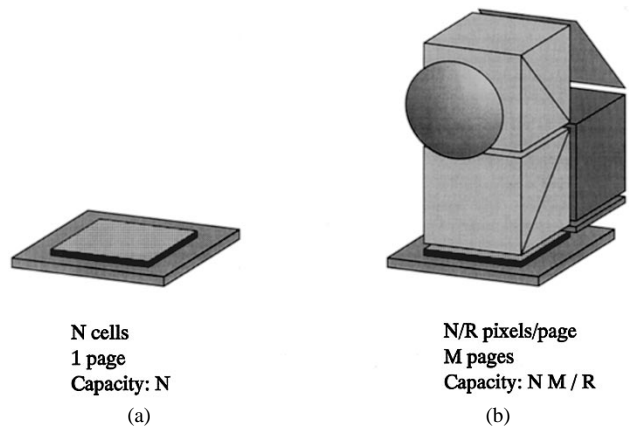 N cells
1 page
Capacity: N
(a)
N/R pixels/page
M pages
Capacity: N M / R
(b)